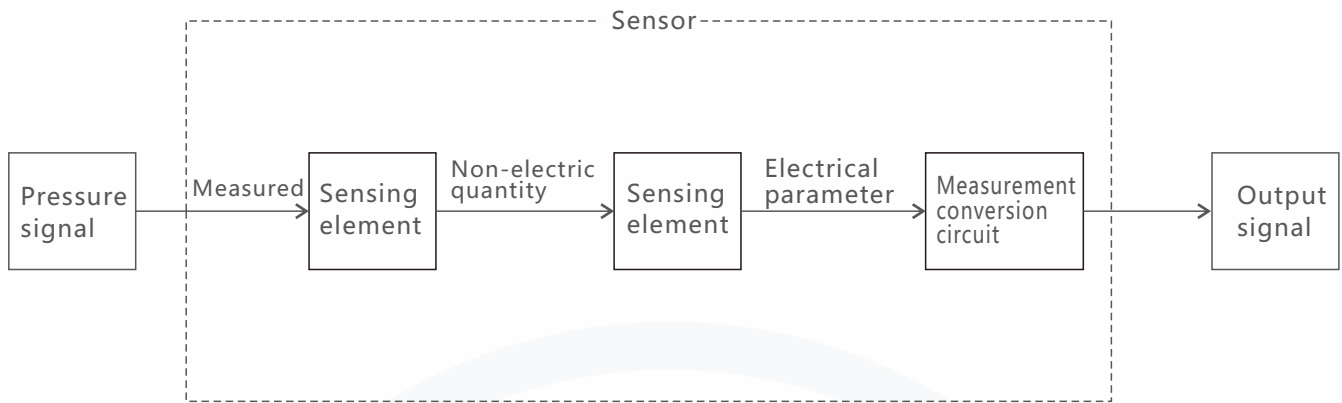 Sensor
Pressure
signal
Measured
Sensing
element
Non-electric
quantity
Sensing
element
Electrical
parameter
Measurement
conversion
circuit
Output
signal